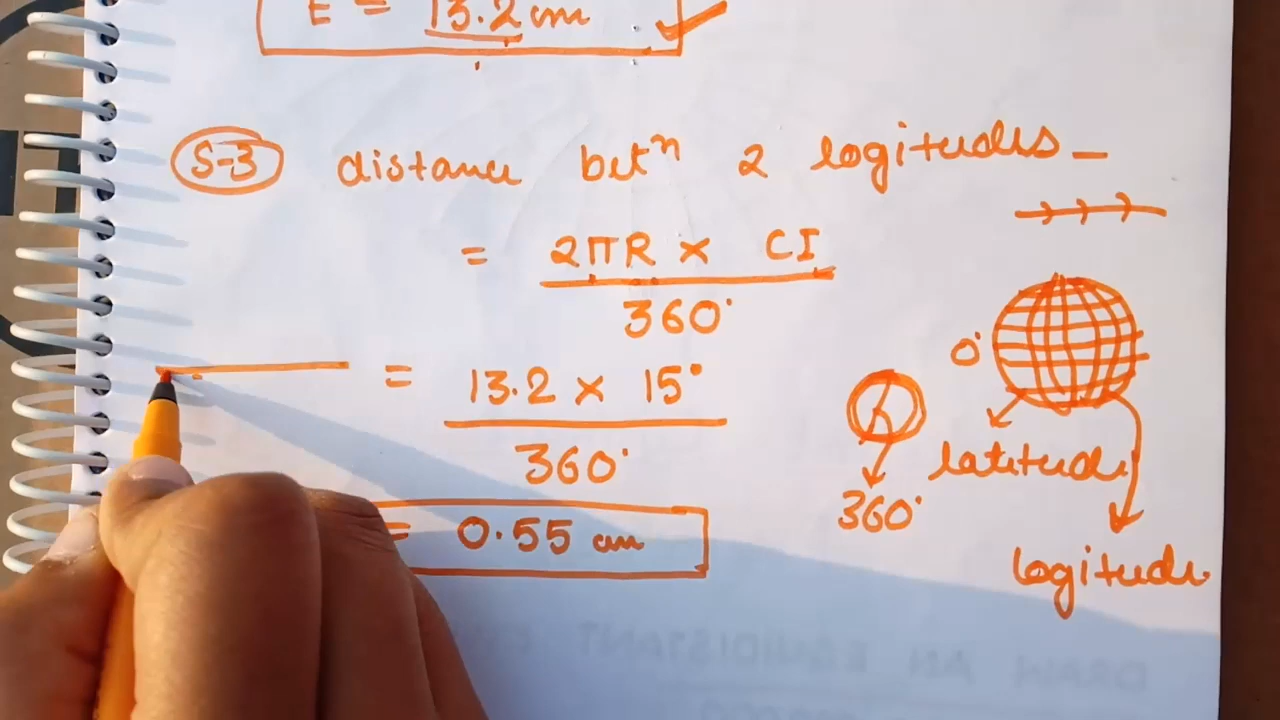 E = 13.2 cm
S-3 distance betⁿ 2 logitudes -
= 2πR × CI
360°
= 13.2 × 15°
360°
= 0.55 cm
0°
latitude
360°
logitude